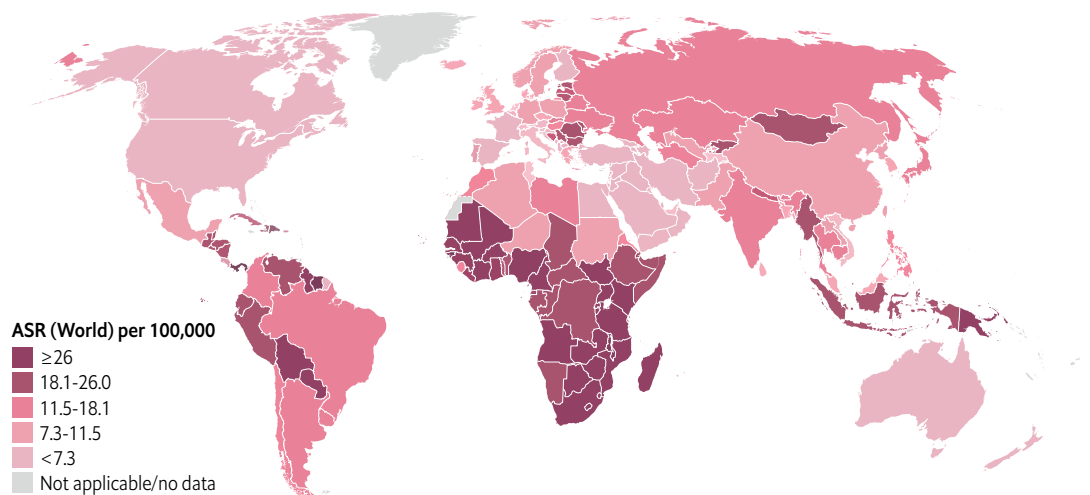 ASR (World) per 100,000
≥26
18.1-26.0
11.5-18.1
7.3-11.5
<7.3
Not applicable/no data